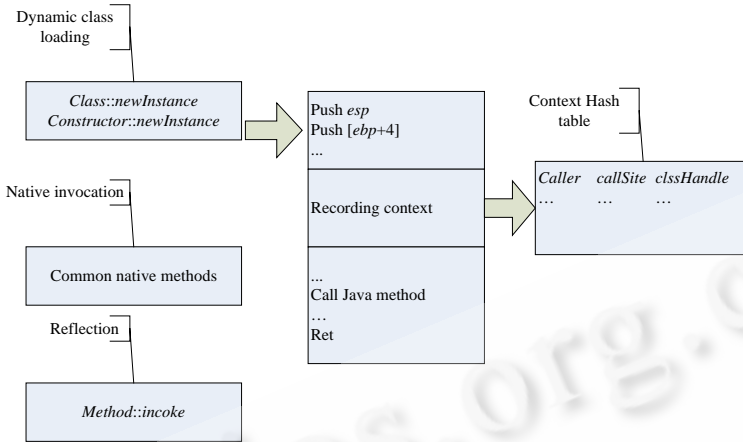 Dynamic class
loading
Class::newInstance
Constructor::newInstance
Native invocation
Common native methods
Reflection
Method::incoke
Push esp
Push [ebp+4]
...
Recording context
...
Call Java method
…
Ret
Context Hash
table
Caller callSite clssHandle
… … …